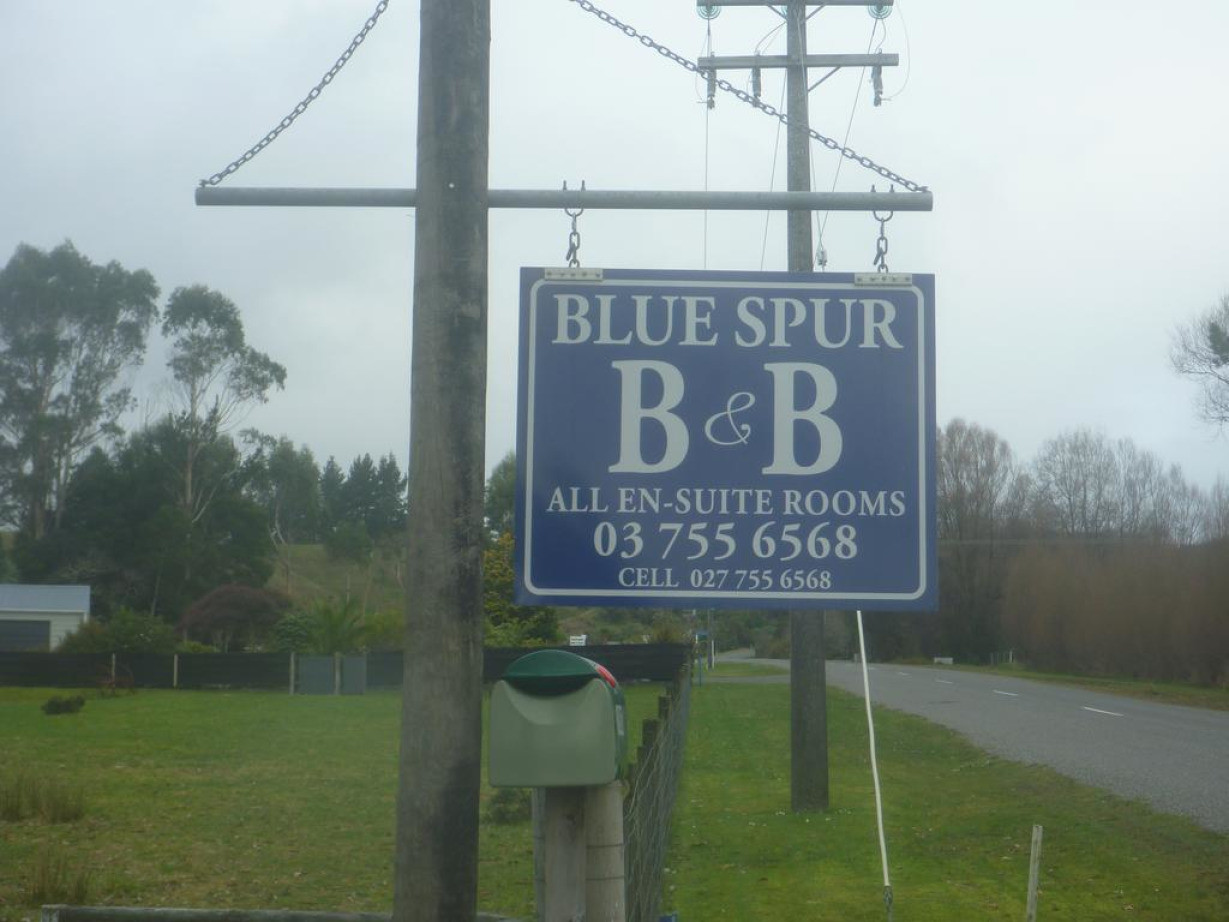 BLUE SPUR
B & B
ALL EN-SUITE ROOMS
03 755 6568
CELL 027 755 6568